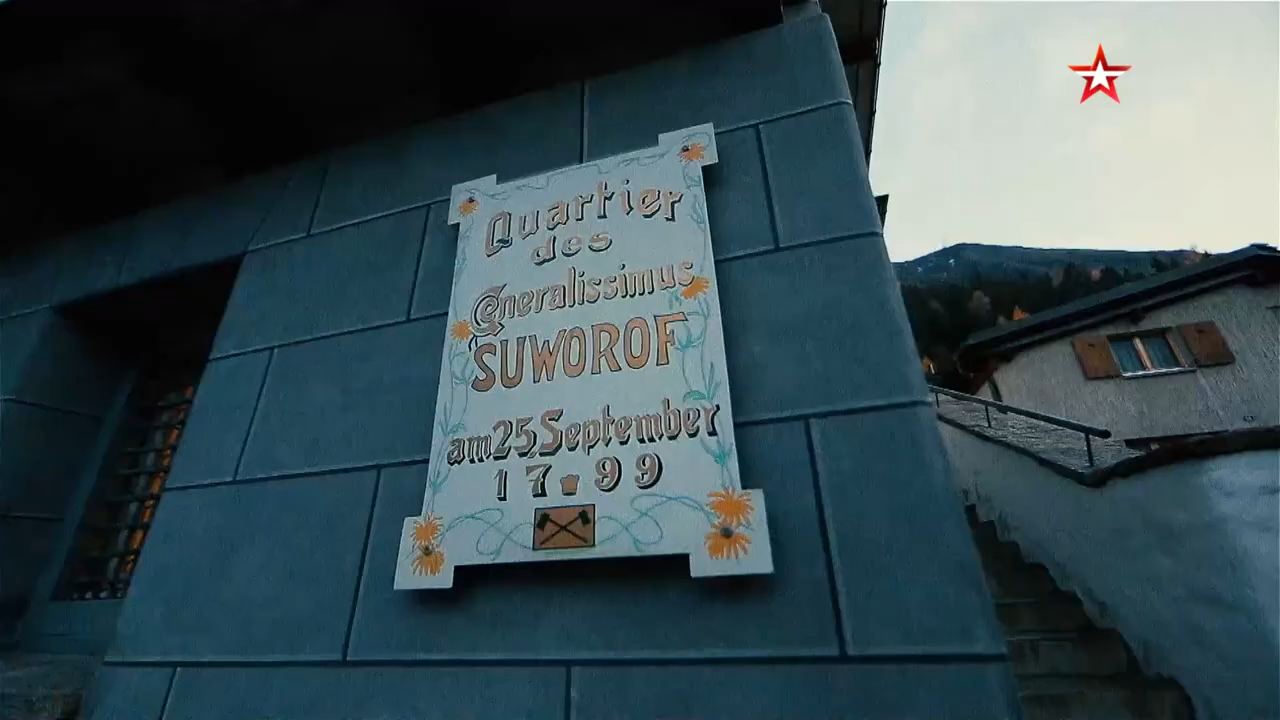 Quartier
des
Generalissimus
SUWOROF
am 25. September
1799